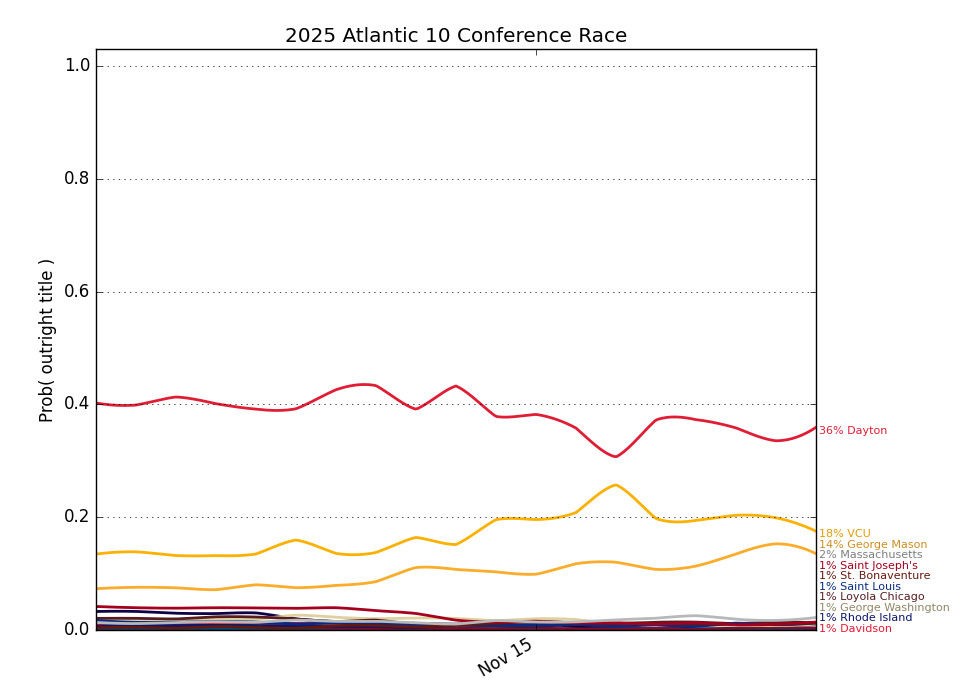 2025 Atlantic 10 Conference Race
Prob( outright title )
1.0
0.8
0.6
0.4
0.2
0.0
Nov 15
36% Dayton
18% VCU
14% George Mason
2% Massachusetts
1% Saint Joseph's
1% St. Bonaventure
1% Saint Louis
1% Loyola Chicago
1% George Washington
1% Rhode Island
1% Davidson